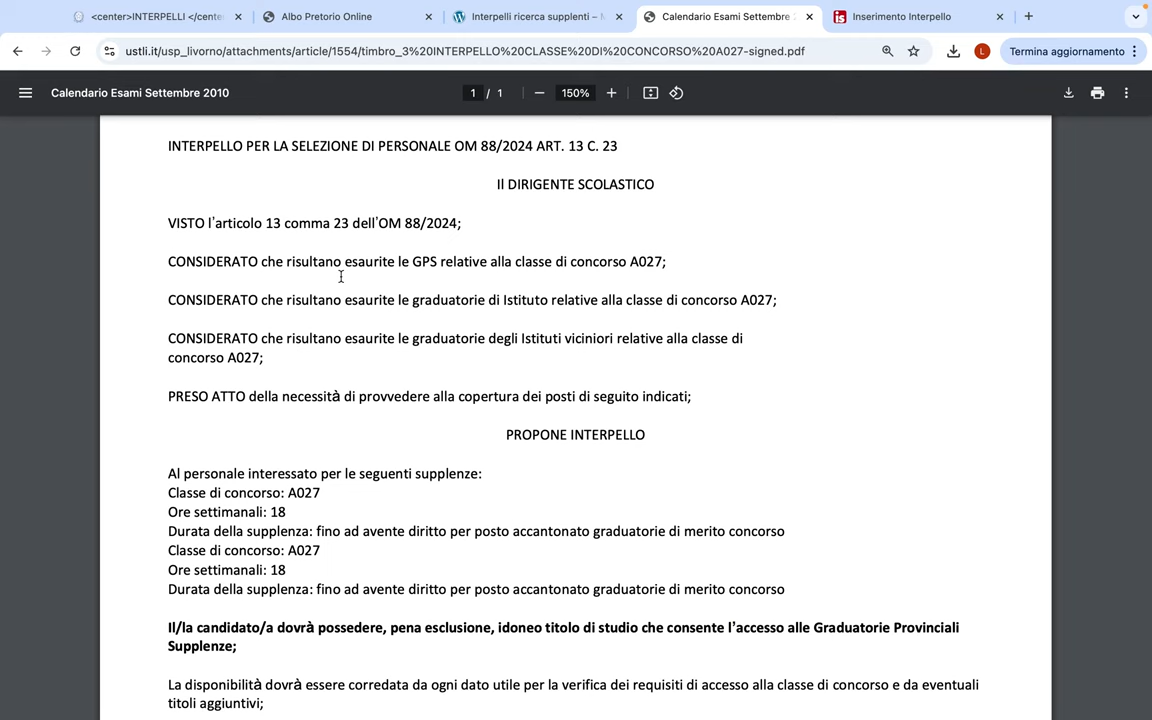 <center>INTERPELLI </cente
Albo Pretorio Online
Interpelli ricerca supplenti –
Calendario Esami Settembre
Inserimento Interpello
ustli.it/usp_livorno/attachments/article/1554/timbro_3%20INTERPELLO%20CLASSE%20DI%20CONCORSO%20A027-signed.pdf
L
Termina aggiornamento
Calendario Esami Settembre 2010
1 / 1
150%
INTERPELLO PER LA SELEZIONE DI PERSONALE OM 88/2024 ART. 13 C. 23
Il DIRIGENTE SCOLASTICO
VISTO l’articolo 13 comma 23 dell’OM 88/2024;
CONSIDERATO che risultano esaurite le GPS relative alla classe di concorso A027;
CONSIDERATO che risultano esaurite le graduatorie di Istituto relative alla classe di concorso A027;
CONSIDERATO che risultano esaurite le graduatorie degli Istituti viciniori relative alla classe di
concorso A027;
PRESO ATTO della necessità di provvedere alla copertura dei posti di seguito indicati;
PROPONE INTERPELLO
Al personale interessato per le seguenti supplenze:
Classe di concorso: A027
Ore settimanali: 18
Durata della supplenza: fino ad avente diritto per posto accantonato graduatorie di merito concorso
Classe di concorso: A027
Ore settimanali: 18
Durata della supplenza: fino ad avente diritto per posto accantonato graduatorie di merito concorso
Il/la candidato/a dovrà possedere, pena esclusione, idoneo titolo di studio che consente l’accesso alle Graduatorie Provinciali
Supplenze;
La disponibilità dovrà essere corredata da ogni dato utile per la verifica dei requisiti di accesso alla classe di concorso e da eventuali
titoli aggiuntivi;